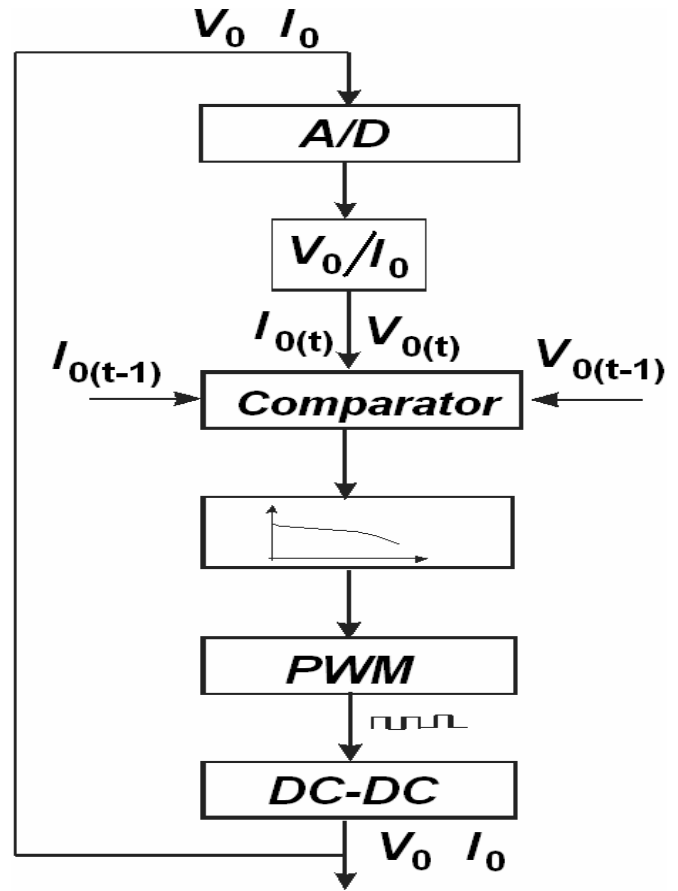 V₀ I₀
A/D
V₀/I₀
I₀₍ₜ₎ V₀₍ₜ₎
I₀₍ₜ₋₁₎ V₀₍ₜ₋₁₎
Comparator
PWM
DC-DC
V₀ I₀